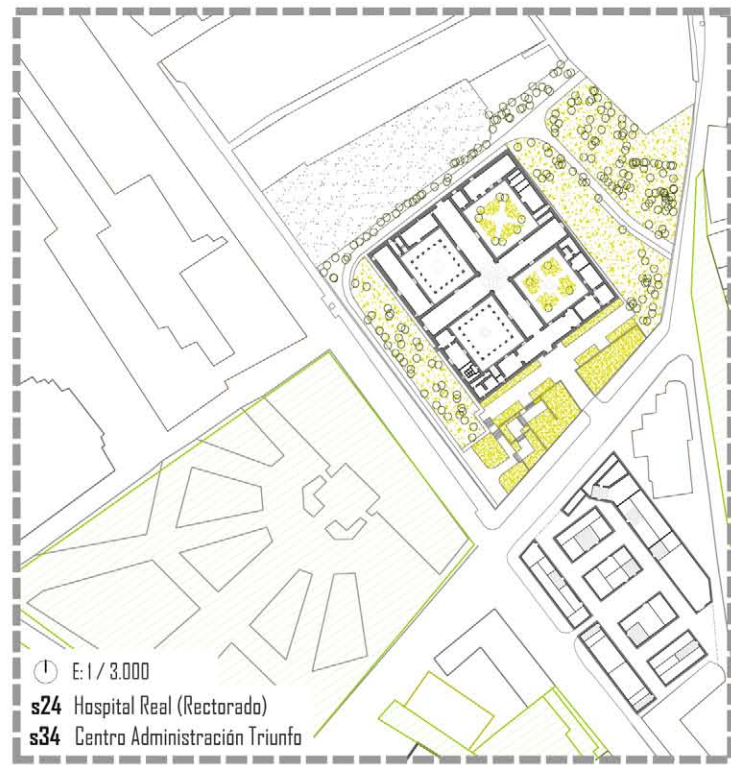 E:1 / 3.000
s24 Hospital Real (Rectorado)
s34 Centro Administración Triunfo